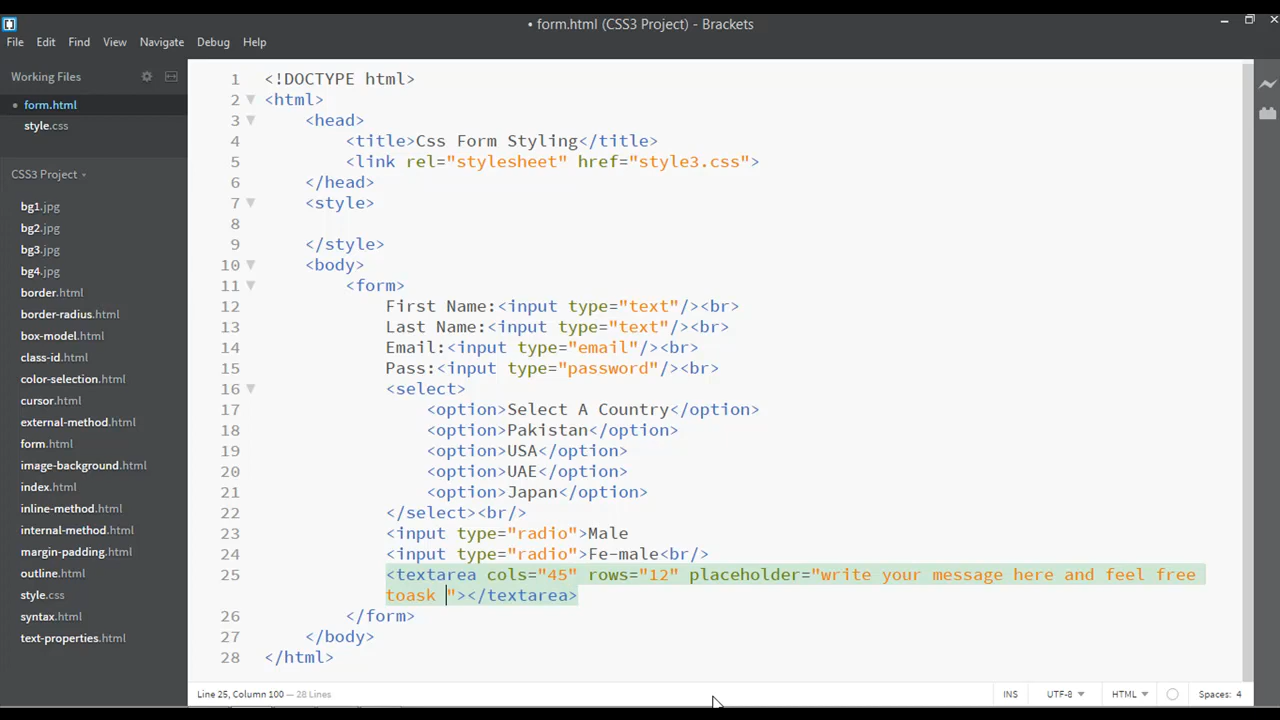 • form.html (CSS3 Project) - Brackets
File Edit Find View Navigate Debug Help
Working Files
• form.html
style.css
CSS3 Project
bg1.jpg
bg2.jpg
bg3.jpg
bg4.jpg
border.html
border-radius.html
box-model.html
class-id.html
color-selection.html
cursor.html
external-method.html
form.html
image-background.html
index.html
inline-method.html
internal-method.html
margin-padding.html
outline.html
style.css
syntax.html
text-properties.html
1 <!DOCTYPE html>
2 <html>
3 <head>
4 <title>Css Form Styling</title>
5 <link rel="stylesheet" href="style3.css">
6 </head>
7 <style>
8
9 </style>
10 <body>
11 <form>
12 First Name:<input type="text"/><br>
13 Last Name:<input type="text"/><br>
14 Email:<input type="email"/><br>
15 Pass:<input type="password"/><br>
16 <select>
17 <option>Select A Country</option>
18 <option>Pakistan</option>
19 <option>USA</option>
20 <option>UAE</option>
21 <option>Japan</option>
22 </select><br/>
23 <input type="radio">Male
24 <input type="radio">Fe-male<br/>
25 <textarea cols="45" rows="12" placeholder="write your message here and feel free
toask "></textarea>
26 </form>
27 </body>
28 </html>
Line 25, Column 100 — 28 Lines
INS UTF-8 HTML Spaces: 4